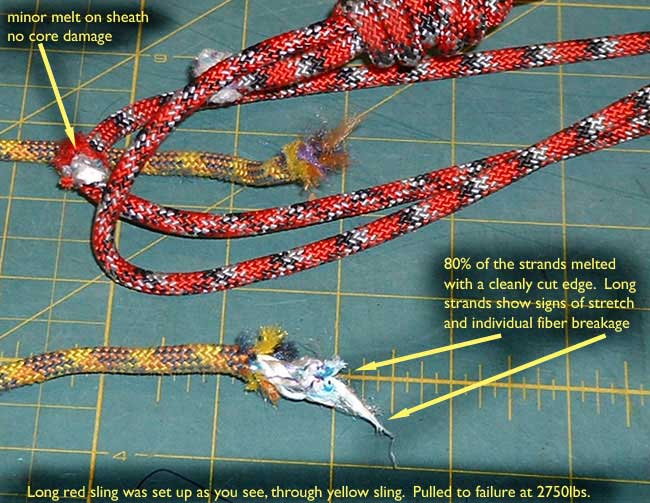 minor melt on sheath
no core damage
9
80% of the strands melted
with a cleanly cut edge. Long
strands show signs of stretch
and individual fiber breakage
4
Long red sling was set up as you see, through yellow sling. Pulled to failure at 2750lbs.